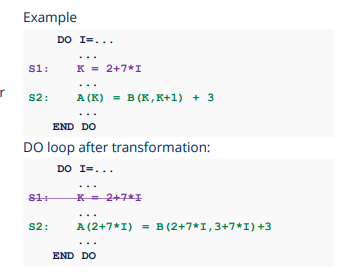 Example
DO I=...
...
S1: K = 2+7*I
...
r
S2: A(K) = B(K,K+1) + 3
...
END DO
DO loop after transformation:
DO I=...
...
S1: K = 2+7*I
...
S2: A(2+7*I) = B(2+7*I,3+7*I)+3
...
END DO